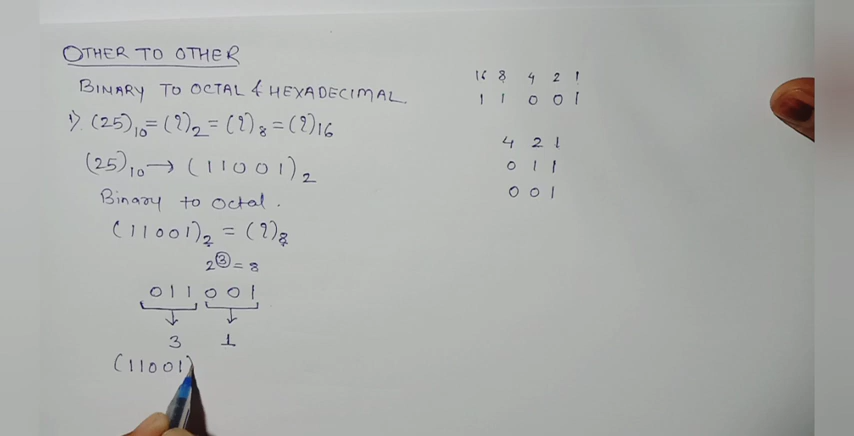 OTHER TO OTHER
BINARY TO OCTAL & HEXADECIMAL
1) (25)10 = (?)2 = (?)8 = (?)16
(25)10 → (11001)2
Binary to Octal.
(11001)2 = (?)8
2③ = 8
011 001
↓ ↓
3 1
(11001)
16 8 4 2 1
1 1 0 0 1
4 2 1
0 1 1
0 0 1